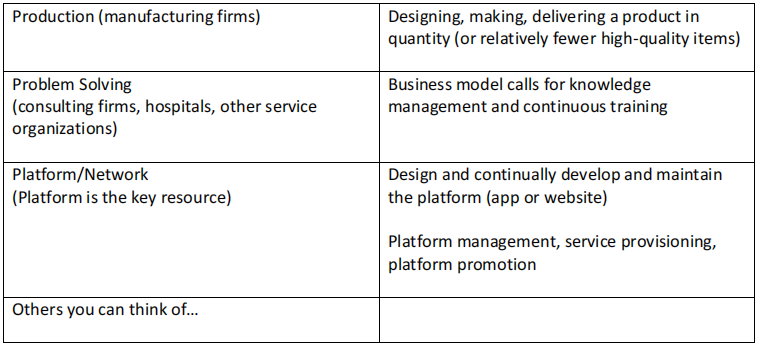 Production (manufacturing firms)
Designing, making, delivering a product in
quantity (or relatively fewer high-quality items)
Problem Solving
(consulting firms, hospitals, other service
organizations)
Business model calls for knowledge
management and continuous training
Platform/Network
(Platform is the key resource)
Design and continually develop and maintain
the platform (app or website)
Platform management, service provisioning,
platform promotion
Others you can think of…